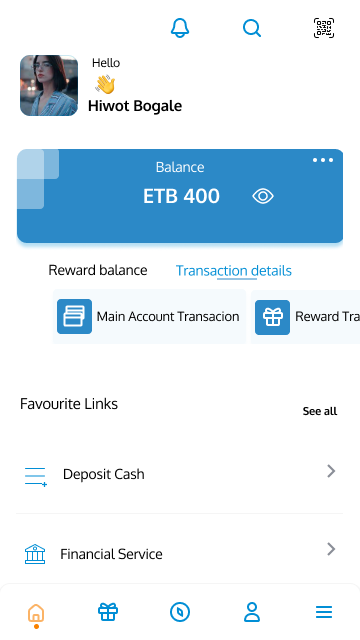 Hello
Hiwot Bogale
Balance
ETB 400
Reward balance Transaction details
Main Account Transacion Reward Tra
Favourite Links
See all
Deposit Cash
Financial Service